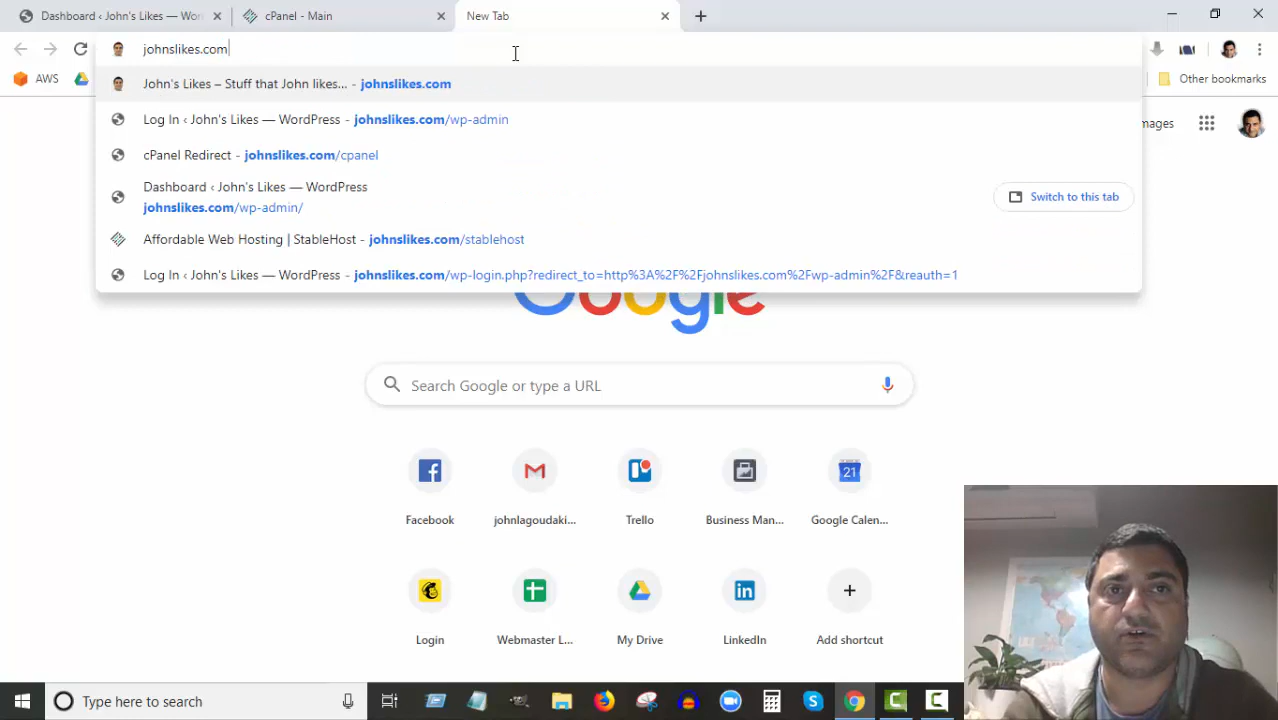 Dashboard ‹ John's Likes — Wor
cPanel - Main
New Tab
johnslikes.com
AWS
Other bookmarks
John's Likes – Stuff that John likes... - johnslikes.com
Log In ‹ John's Likes — WordPress - johnslikes.com/wp-admin
mages
cPanel Redirect - johnslikes.com/cpanel
Dashboard ‹ John's Likes — WordPress
johnslikes.com/wp-admin/
Switch to this tab
Affordable Web Hosting | StableHost - johnslikes.com/stablehost
Log In ‹ John's Likes — WordPress - johnslikes.com/wp-login.php?redirect_to=http%3A%2F%2Fjohnslikes.com%2Fwp-admin%2F&reauth=1
Google
Search Google or type a URL
21
Facebook
johnlagoudaki...
Trello
Business Man...
Google Calen...
Login
Webmaster L...
My Drive
LinkedIn
Add shortcut
Type here to search